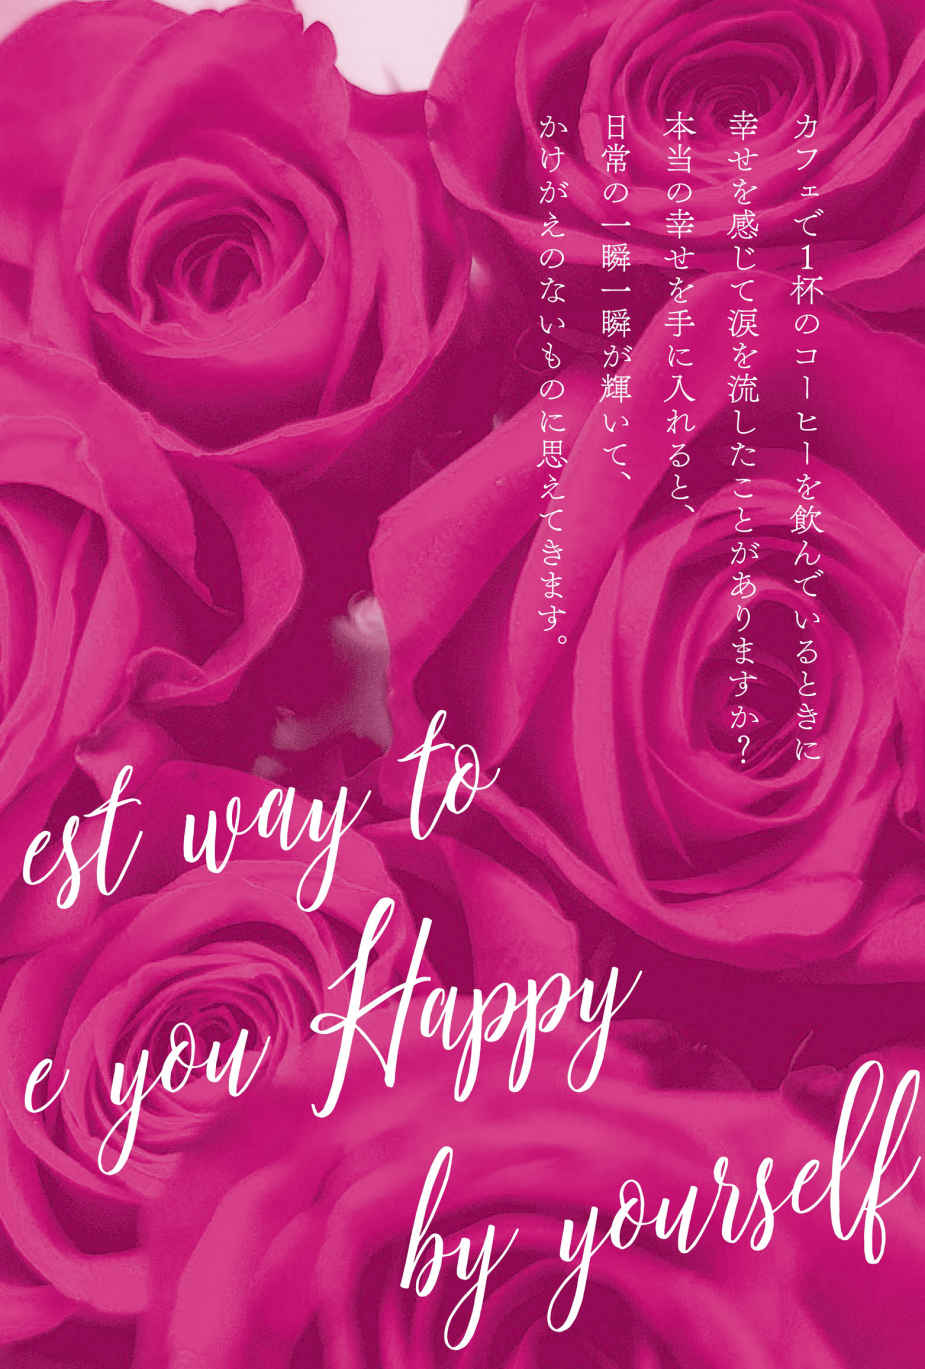 カフェで1杯のコーヒーを飲んでいるときに
幸せを感じて涙を流したことがありますか?
本当の幸せを手に入れると、
日常の一瞬一瞬が輝いて、
かけがえのないものに思えてきます。
est way to
e you Happy
by yourself